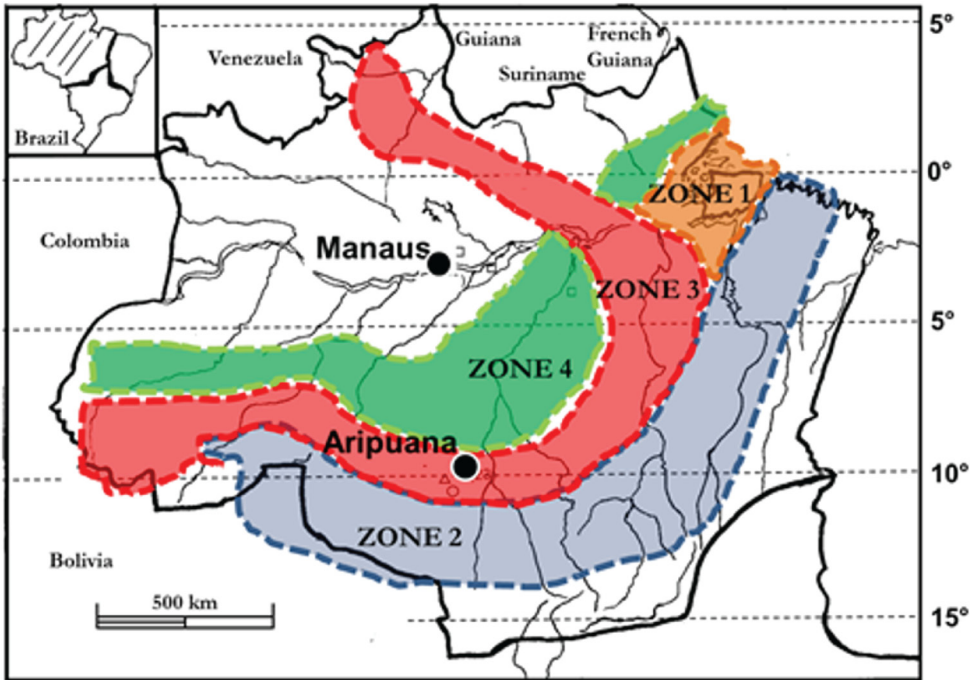 5°
Guiana
French
Guiana
Venezuela
Suriname
Brazil
0°
ZONE 1
Colombia
Manaus
ZONE 3
5°
ZONE 4
Aripuana
10°
ZONE 2
Bolivia
500 km
15°